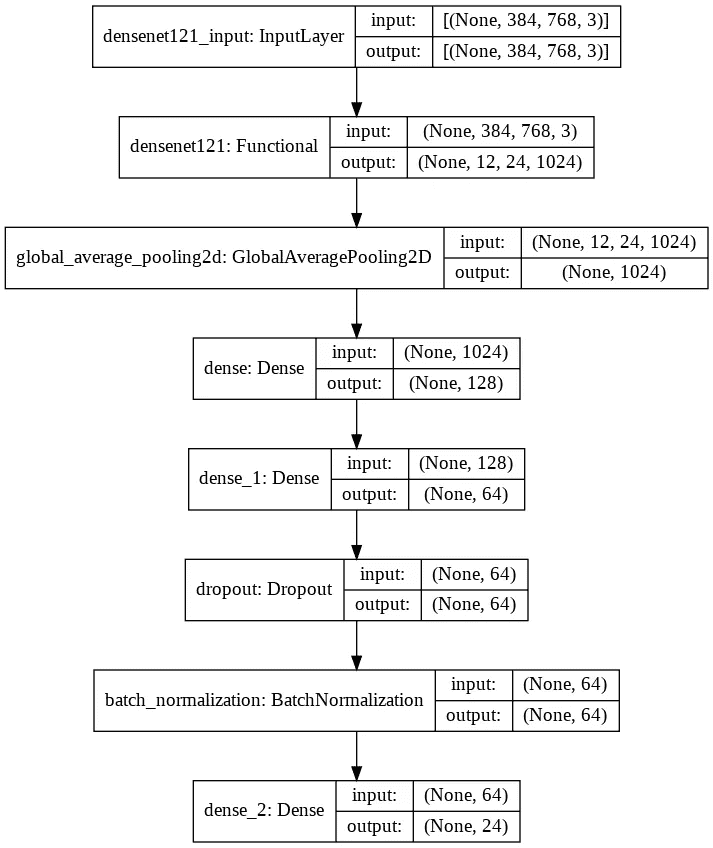 densenet121_input: InputLayer
input:
[(None, 384, 768, 3)]
output:
[(None, 384, 768, 3)]
densenet121: Functional
input:
(None, 384, 768, 3)
output:
(None, 12, 24, 1024)
global_average_pooling2d: GlobalAveragePooling2D
input:
(None, 12, 24, 1024)
output:
(None, 1024)
dense: Dense
input:
(None, 1024)
output:
(None, 128)
dense_1: Dense
input:
(None, 128)
output:
(None, 64)
dropout: Dropout
input:
(None, 64)
output:
(None, 64)
batch_normalization: BatchNormalization
input:
(None, 64)
output:
(None, 64)
dense_2: Dense
input:
(None, 64)
output:
(None, 24)